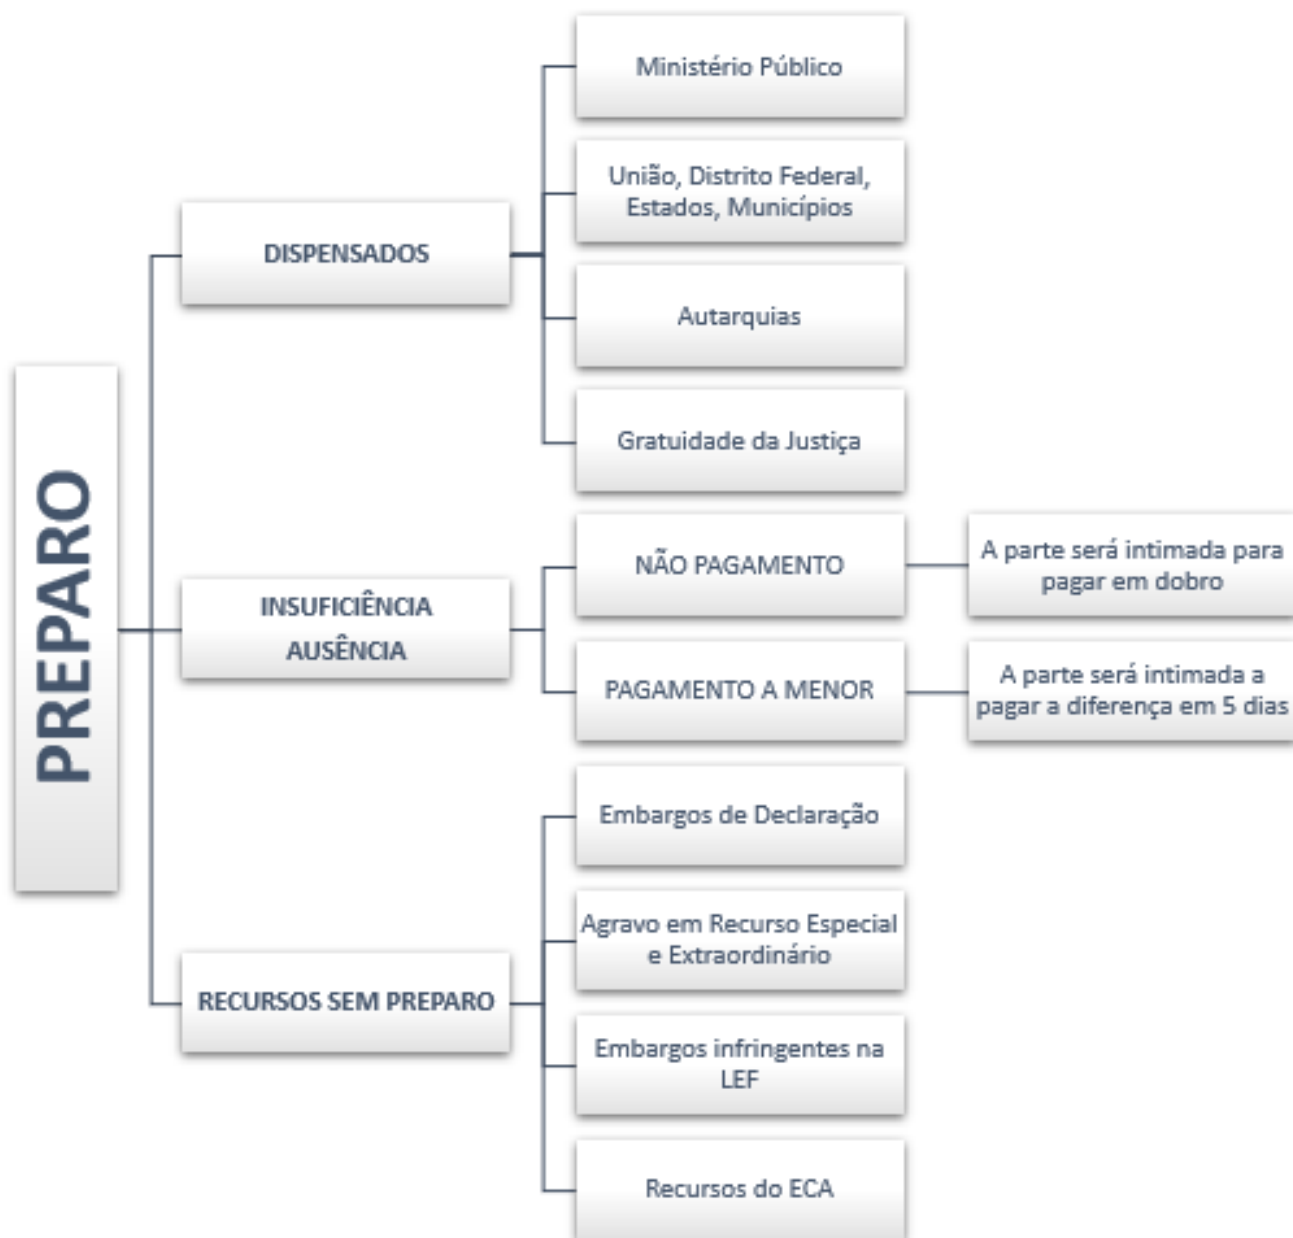 PREPARO
DISPENSADOS
Ministério Público
União, Distrito Federal,
Estados, Municípios
Autarquias
Gratuidade da Justiça
INSUFICIÊNCIA
AUSÊNCIA
NÃO PAGAMENTO
A parte será intimada para
pagar em dobro
PAGAMENTO A MENOR
A parte será intimada a
pagar a diferença em 5 dias
RECURSOS SEM PREPARO
Embargos de Declaração
Agravo em Recurso Especial
e Extraordinário
Embargos infringentes na
LEF
Recursos do ECA